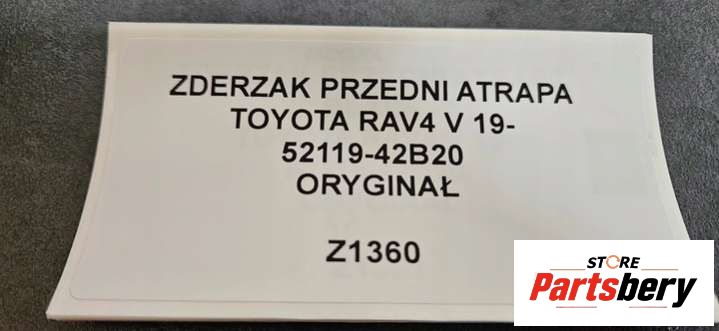 ZDERZAK PRZEDNI ATRAPA
TOYOTA RAV4 V 19-
52119-42B20
ORYGINAŁ
Z1360
STORE
Partsbery